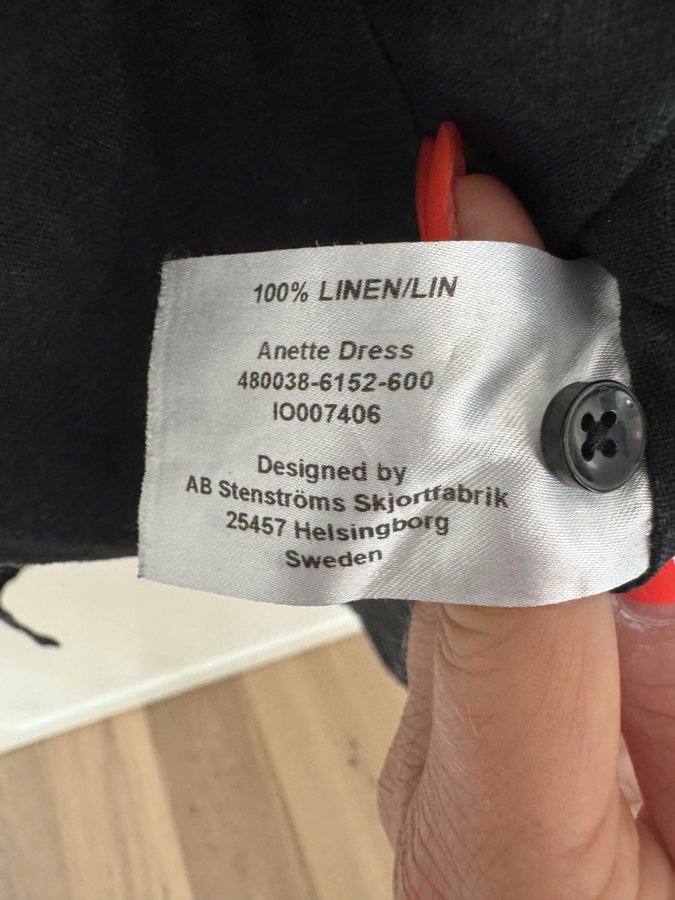 100% LINEN/LIN
Anette Dress
480038-6152-600
IO007406
Designed by
AB Stenströms Skjortfabrik
25457 Helsingborg
Sweden